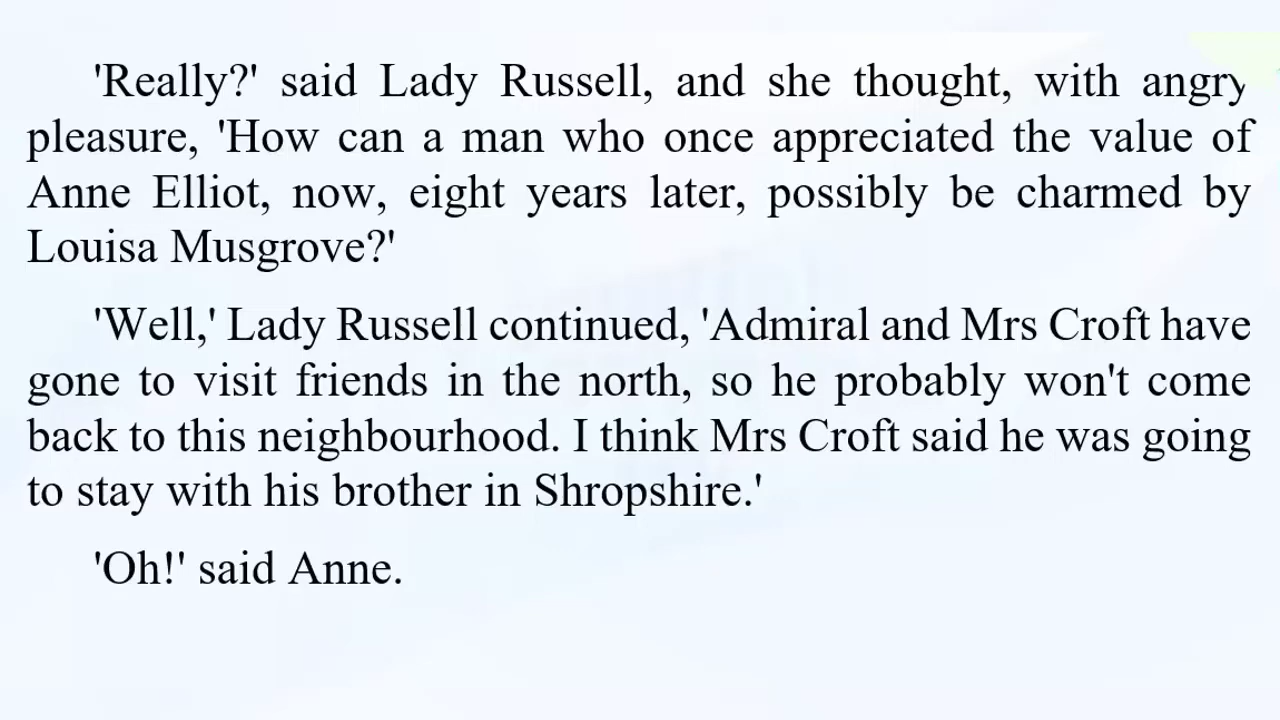 'Really?' said Lady Russell, and she thought, with angry
pleasure, 'How can a man who once appreciated the value of
Anne Elliot, now, eight years later, possibly be charmed by
Louisa Musgrove?'
'Well,' Lady Russell continued, 'Admiral and Mrs Croft have
gone to visit friends in the north, so he probably won't come
back to this neighbourhood. I think Mrs Croft said he was going
to stay with his brother in Shropshire.'
'Oh!' said Anne.